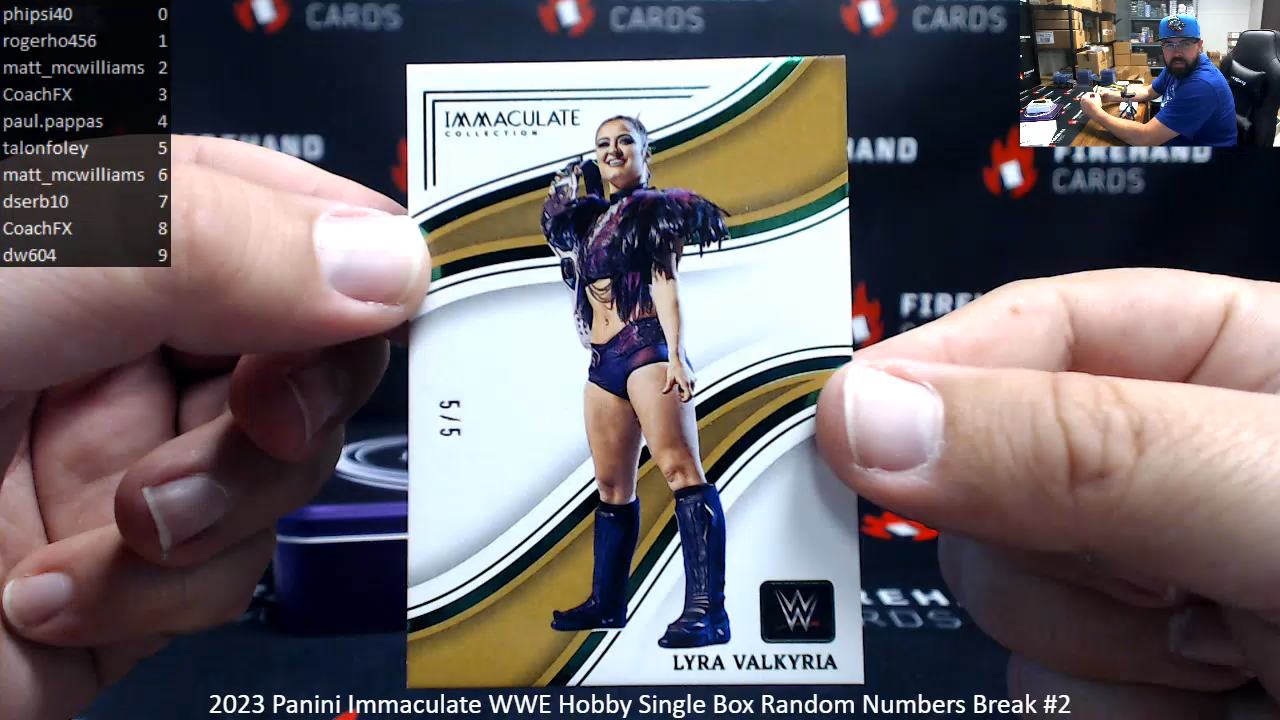 phipsi40 0
rogerho456 1
matt_mcwilliams 2
CoachFX 3
paul.pappas 4
talonfoley 5
matt_mcwilliams 6
dserb10 7
CoachFX 8
dw604 9
CARDS
CARDS
CARDS
IMMACULATE
COLLECTION
HAND
FIREHAND
CARDS
FIREH
5/5
W
LYRA VALKYRIA
2023 Panini Immaculate WWE Hobby Single Box Random Numbers Break #2